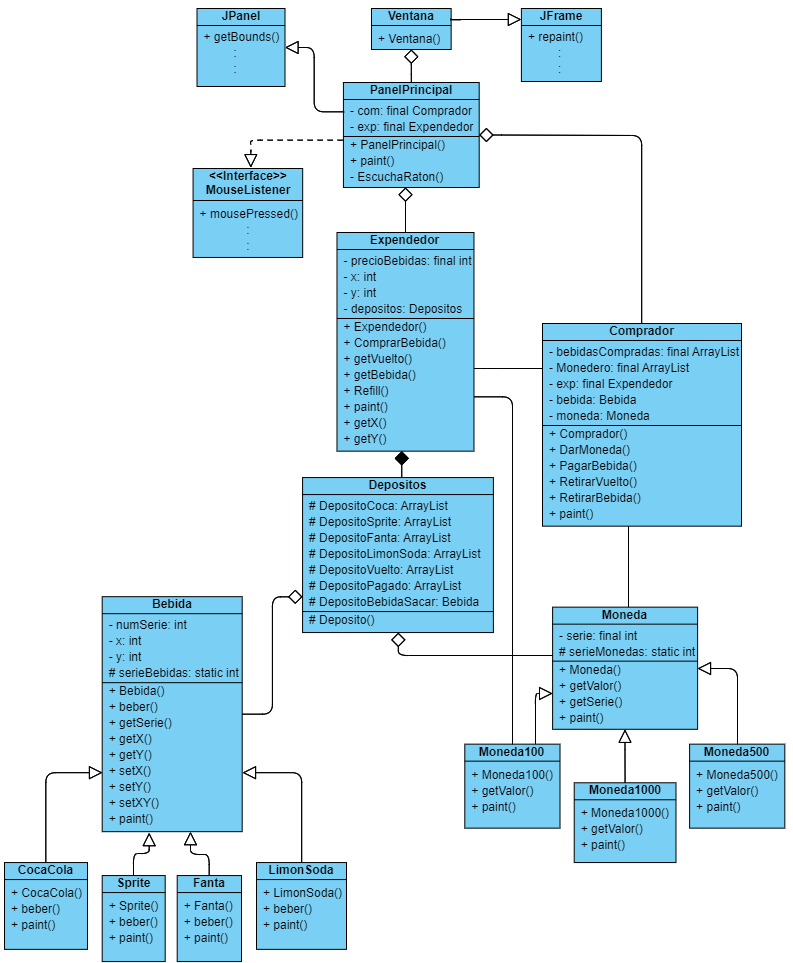 JPanel
+ getBounds()
:
:
Ventana
+ Ventana()
JFrame
+ repaint()
:
:
PanelPrincipal
- com: final Comprador
- exp: final Expendedor
+ PanelPrincipal()
+ paint()
- EscuchaRaton()
<<Interface>>
MouseListener
+ mousePressed()
:
:
Expendedor
- precioBebidas: final int
- x: int
- y: int
- depositos: Depositos
+ Expendedor()
+ ComprarBebida()
+ getVuelto()
+ getBebida()
+ Refill()
+ paint()
+ getX()
+ getY()
Comprador
- bebidasCompradas: final ArrayList
- Monedero: final ArrayList
- exp: final Expendedor
- bebida: Bebida
- moneda: Moneda
+ Comprador()
+ DarMoneda()
+ PagarBebida()
+ RetirarVuelto()
+ RetirarBebida()
+ paint()
Depositos
# DepositoCoca: ArrayList
# DepositoSprite: ArrayList
# DepositoFanta: ArrayList
# DepositoLimonSoda: ArrayList
# DepositoVuelto: ArrayList
# DepositoPagado: ArrayList
# DepositoBebidaSacar: Bebida
# Deposito()
Bebida
- numSerie: int
- x: int
- y: int
# serieBebidas: static int
+ Bebida()
+ beber()
+ getSerie()
+ getX()
+ getY()
+ setX()
+ setY()
+ setXY()
+ paint()
Moneda
- serie: final int
# serieMonedas: static int
+ Moneda()
+ getValor()
+ getSerie()
+ paint()
Moneda100
+ Moneda100()
+ getValor()
+ paint()
Moneda1000
+ Moneda1000()
+ getValor()
+ paint()
Moneda500
+ Moneda500()
+ getValor()
+ paint()
CocaCola
+ CocaCola()
+ beber()
+ paint()
Sprite
+ Sprite()
+ beber()
+ paint()
Fanta
+ Fanta()
+ beber()
+ paint()
LimonSoda
+ LimonSoda()
+ beber()
+ paint()